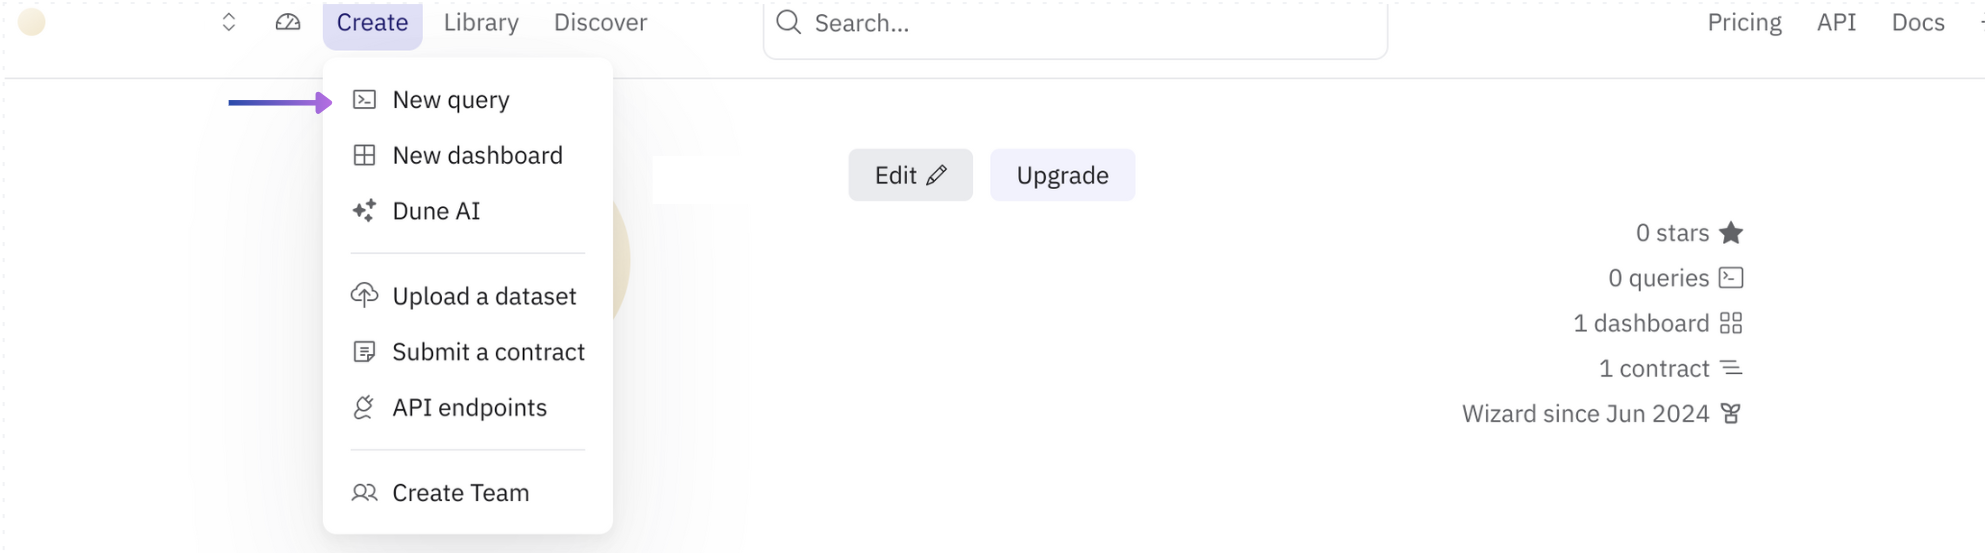 Create Library Discover Search... Pricing API Docs
New query
New dashboard
Dune AI
Upload a dataset
Submit a contract
API endpoints
Create Team
Edit Upgrade
0 stars
0 queries
1 dashboard
1 contract
Wizard since Jun 2024